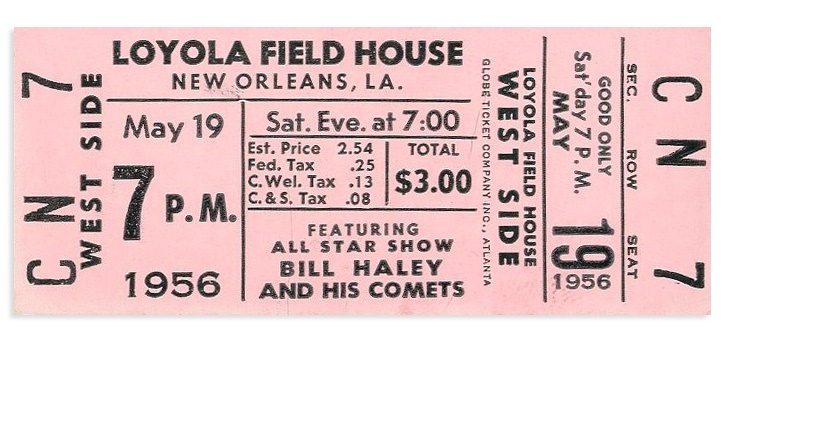 C N 7
WEST SIDE
LOYOLA FIELD HOUSE
NEW ORLEANS, LA.
May 19
7 P.M.
1956
Sat. Eve. at 7:00
Est. Price 2.54
Fed. Tax .25
C. Wel. Tax .13
C. & S. Tax .08
TOTAL
$3.00
FEATURING
ALL STAR SHOW
BILL HALEY
AND HIS COMETS
GLOBE TICKET COMPANY INC., ATLANTA
LOYOLA FIELD HOUSE
WEST SIDE
GOOD ONLY
Sat'day 7 P. M.
MAY
19
1956
SEC. ROW SEAT
C N 7